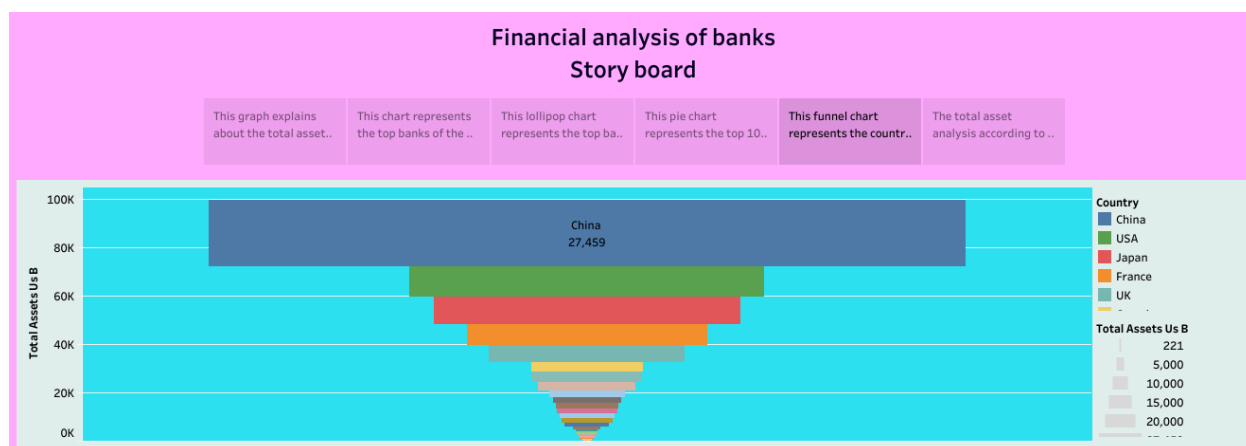 Financial analysis of banks
Story board
This graph explains
about the total asset..
This chart represents
the top banks of the ..
This lollipop chart
represents the top ba..
This pie chart
represents the top 10..
This funnel chart
represents the countr..
The total asset
analysis according to ..
100K
80K
60K
40K
20K
0K
Total Assets Us B
China
27,459
Country
China
USA
Japan
France
UK
Total Assets Us B
221
5,000
10,000
15,000
20,000